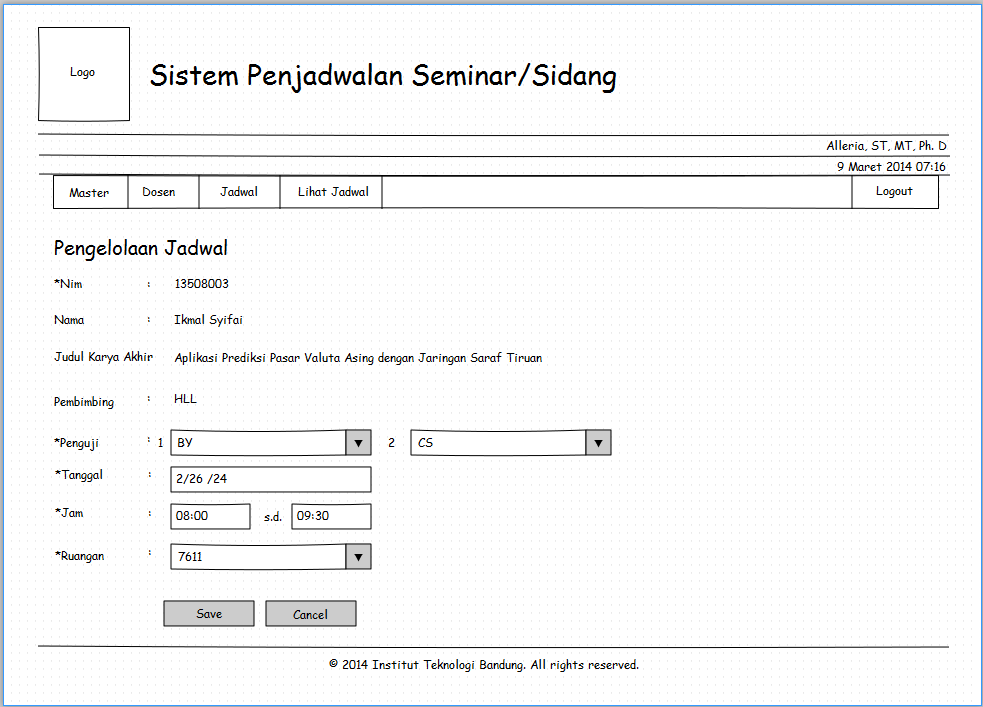 Logo
Sistem Penjadwalan Seminar/Sidang
Alleria, ST, MT, Ph. D
9 Maret 2014 07:16
Master Dosen Jadwal Lihat Jadwal Logout
Pengelolaan Jadwal
*Nim : 13508003
Nama : Ikmal Syifai
Judul Karya Akhir Aplikasi Prediksi Pasar Valuta Asing dengan Jaringan Saraf Tiruan
Pembimbing : HLL
*Penguji : 1 BY 2 CS
*Tanggal : 2/26 /24
*Jam : 08:00 s.d. 09:30
*Ruangan : 7611
Save Cancel
© 2014 Institut Teknologi Bandung. All rights reserved.